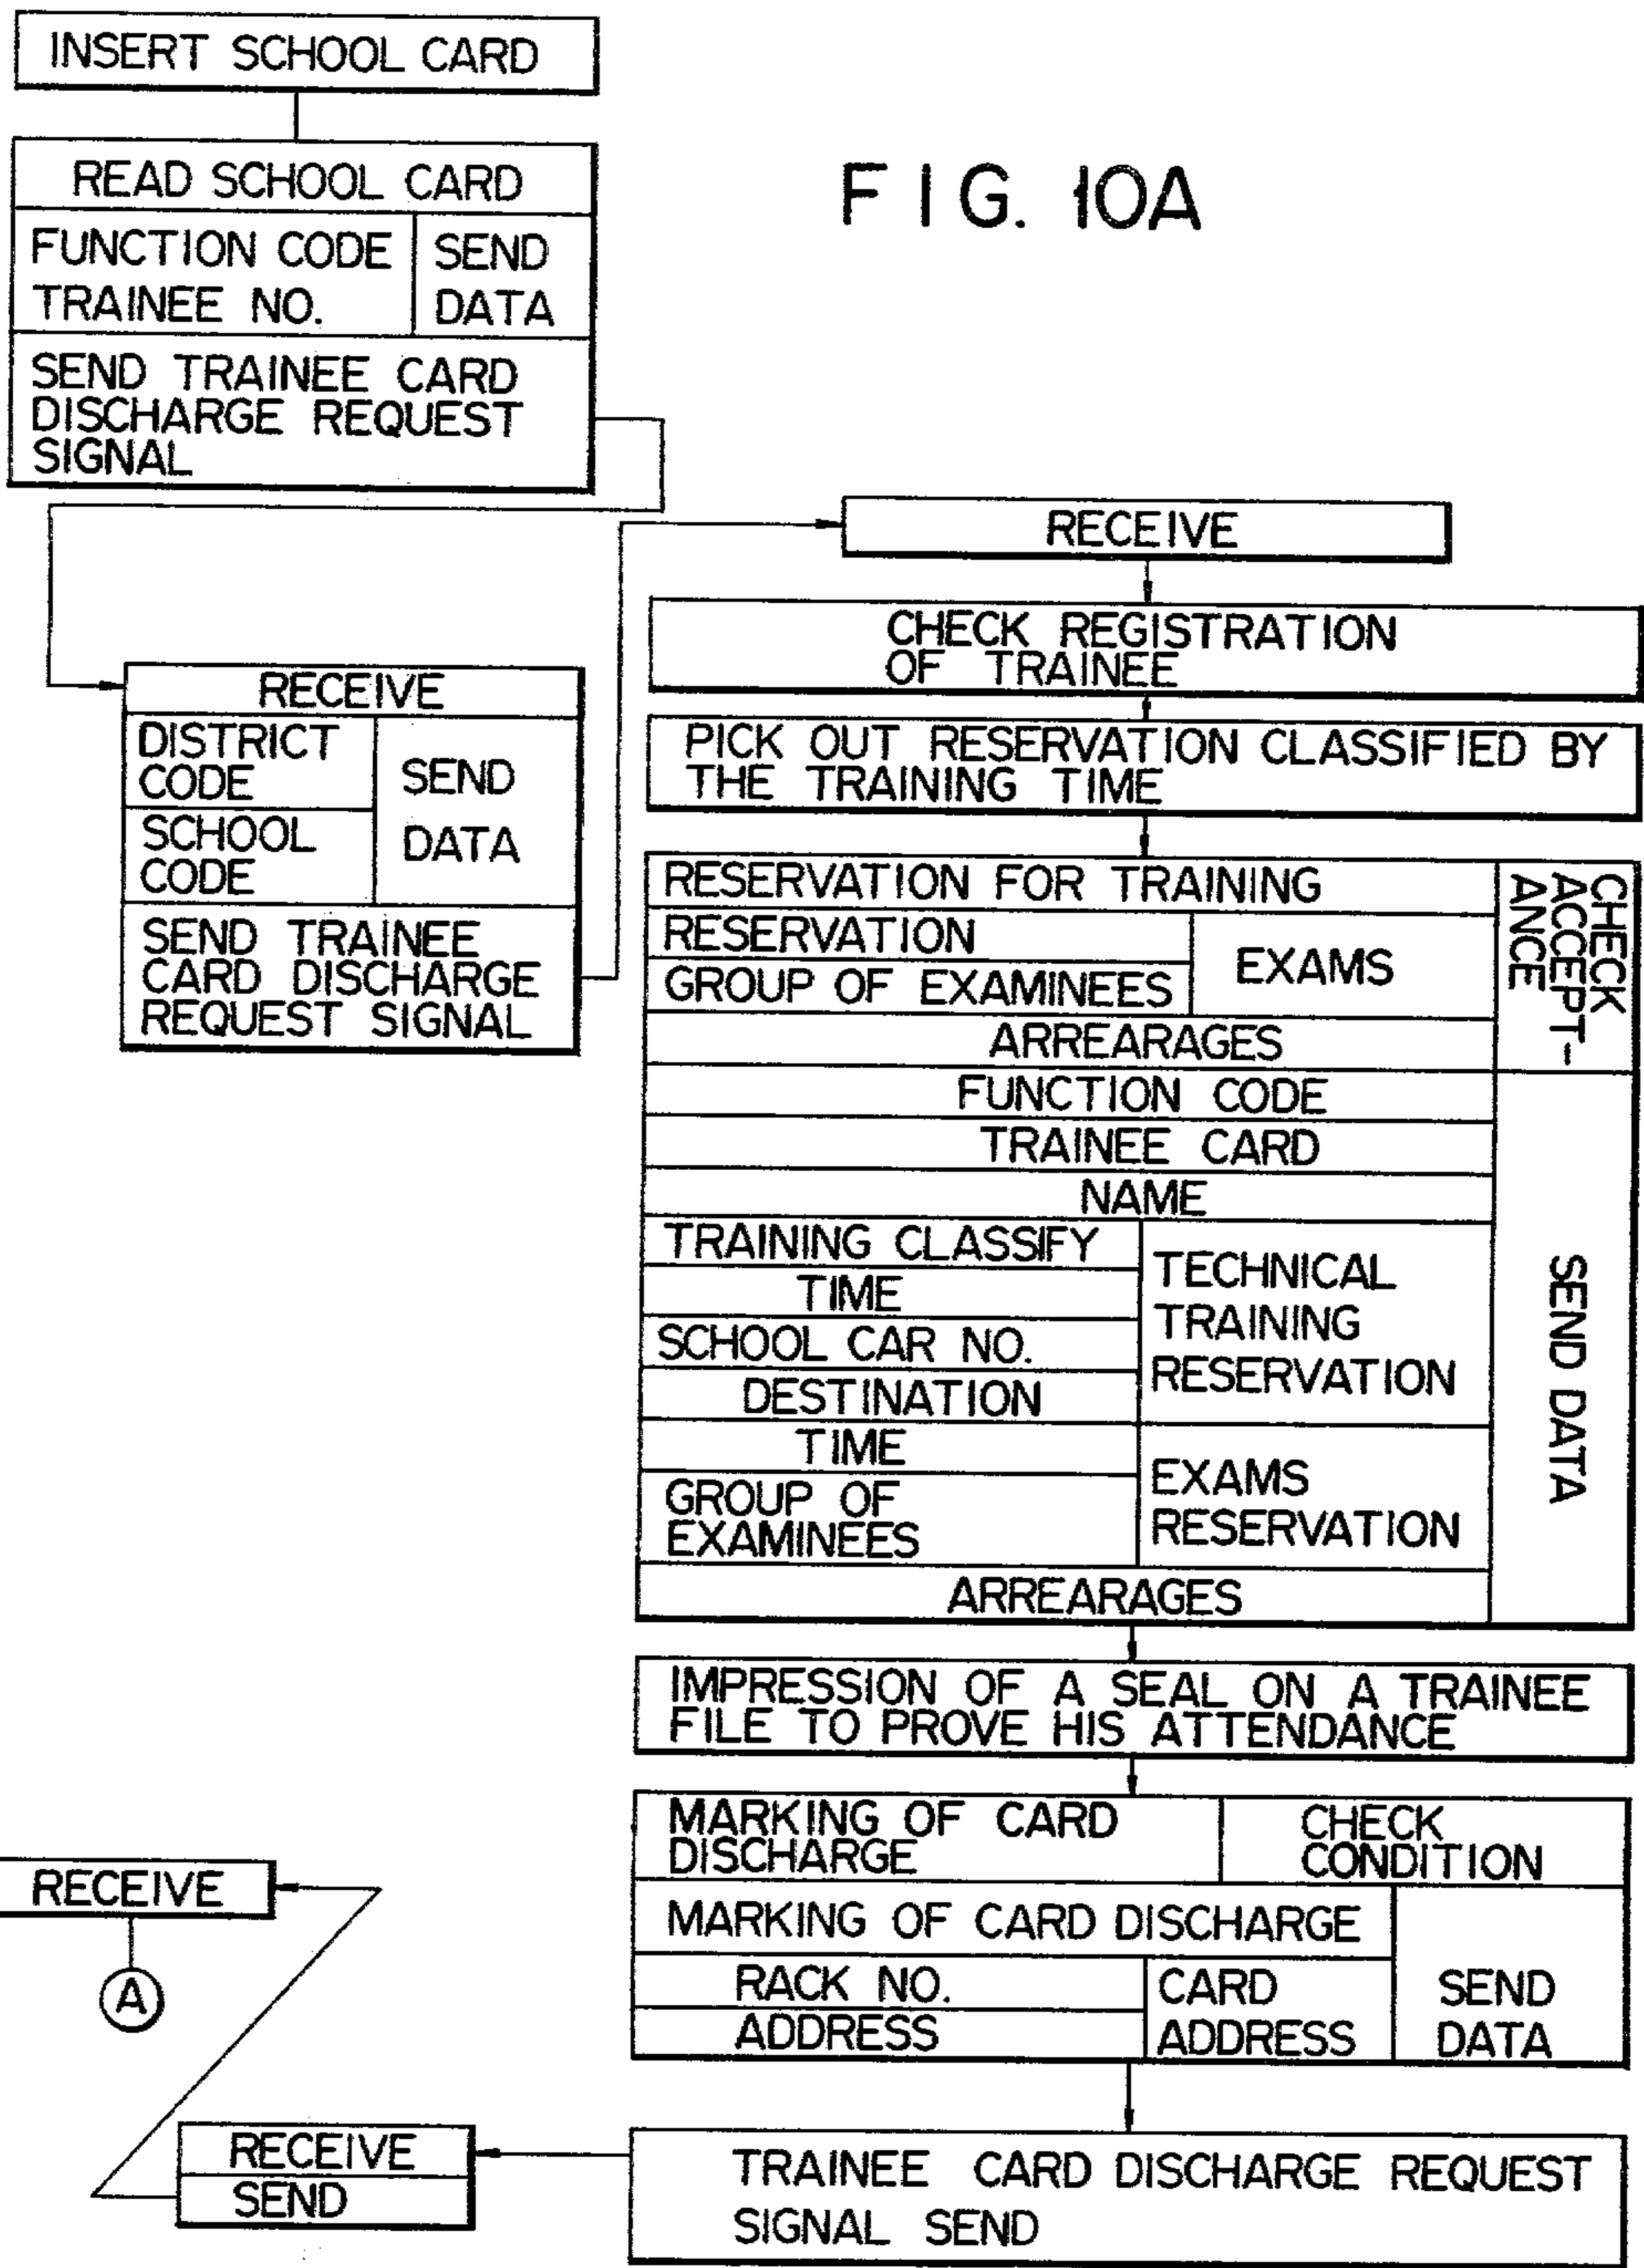 INSERT SCHOOL CARD
READ SCHOOL CARD
FUNCTION CODE
TRAINEE NO.
SEND
DATA
SEND TRAINEE CARD
DISCHARGE REQUEST
SIGNAL
FIG. 10A
RECEIVE
DISTRICT
CODE
SCHOOL
CODE
SEND
DATA
SEND TRAINEE
CARD DISCHARGE
REQUEST SIGNAL
RECEIVE
CHECK REGISTRATION
OF TRAINEE
PICK OUT RESERVATION CLASSIFIED BY
THE TRAINING TIME
RESERVATION FOR TRAINING
RESERVATION
GROUP OF EXAMINEES
EXAMS
ARREARAGES
CHECK
ACCEPT-
ANCE
FUNCTION CODE
TRAINEE CARD
NAME
TRAINING CLASSIFY
TIME
SCHOOL CAR NO.
DESTINATION
TECHNICAL
TRAINING
RESERVATION
TIME
GROUP OF
EXAMINEES
EXAMS
RESERVATION
ARREARAGES
SEND DATA
IMPRESSION OF A SEAL ON A TRAINEE
FILE TO PROVE HIS ATTENDANCE
MARKING OF CARD
DISCHARGE
CHECK
CONDITION
MARKING OF CARD DISCHARGE
RACK NO.
ADDRESS
CARD
ADDRESS
SEND
DATA
TRAINEE CARD DISCHARGE REQUEST
SIGNAL SEND
RECEIVE
SEND
RECEIVE
A